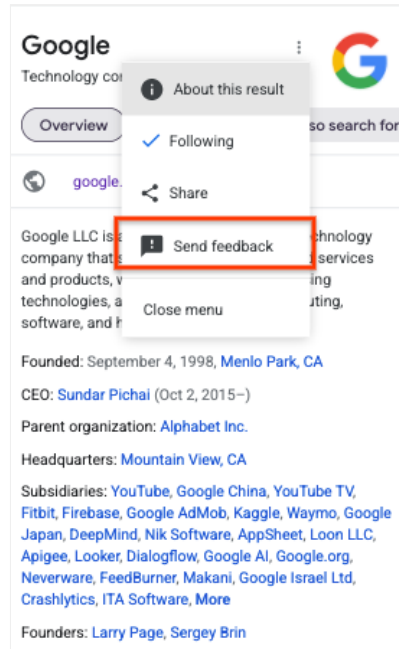 Google
Technology co
About this result
Overview
so search for
Following
google.
Share
Google LLC is
chnology
Send feedback
company that
services
and products,
ing
technologies, a
uting,
Close menu
software, and h
Founded: September 4, 1998, Menlo Park, CA
CEO: Sundar Pichai (Oct 2, 2015–)
Parent organization: Alphabet Inc.
Headquarters: Mountain View, CA
Subsidiaries: YouTube, Google China, YouTube TV,
Fitbit, Firebase, Google AdMob, Kaggle, Waymo, Google
Japan, DeepMind, Nik Software, AppSheet, Loon LLC,
Apigee, Looker, Dialogflow, Google AI, Google.org,
Neverware, FeedBurner, Makani, Google Israel Ltd,
Crashlytics, ITA Software, More
Founders: Larry Page, Sergey Brin